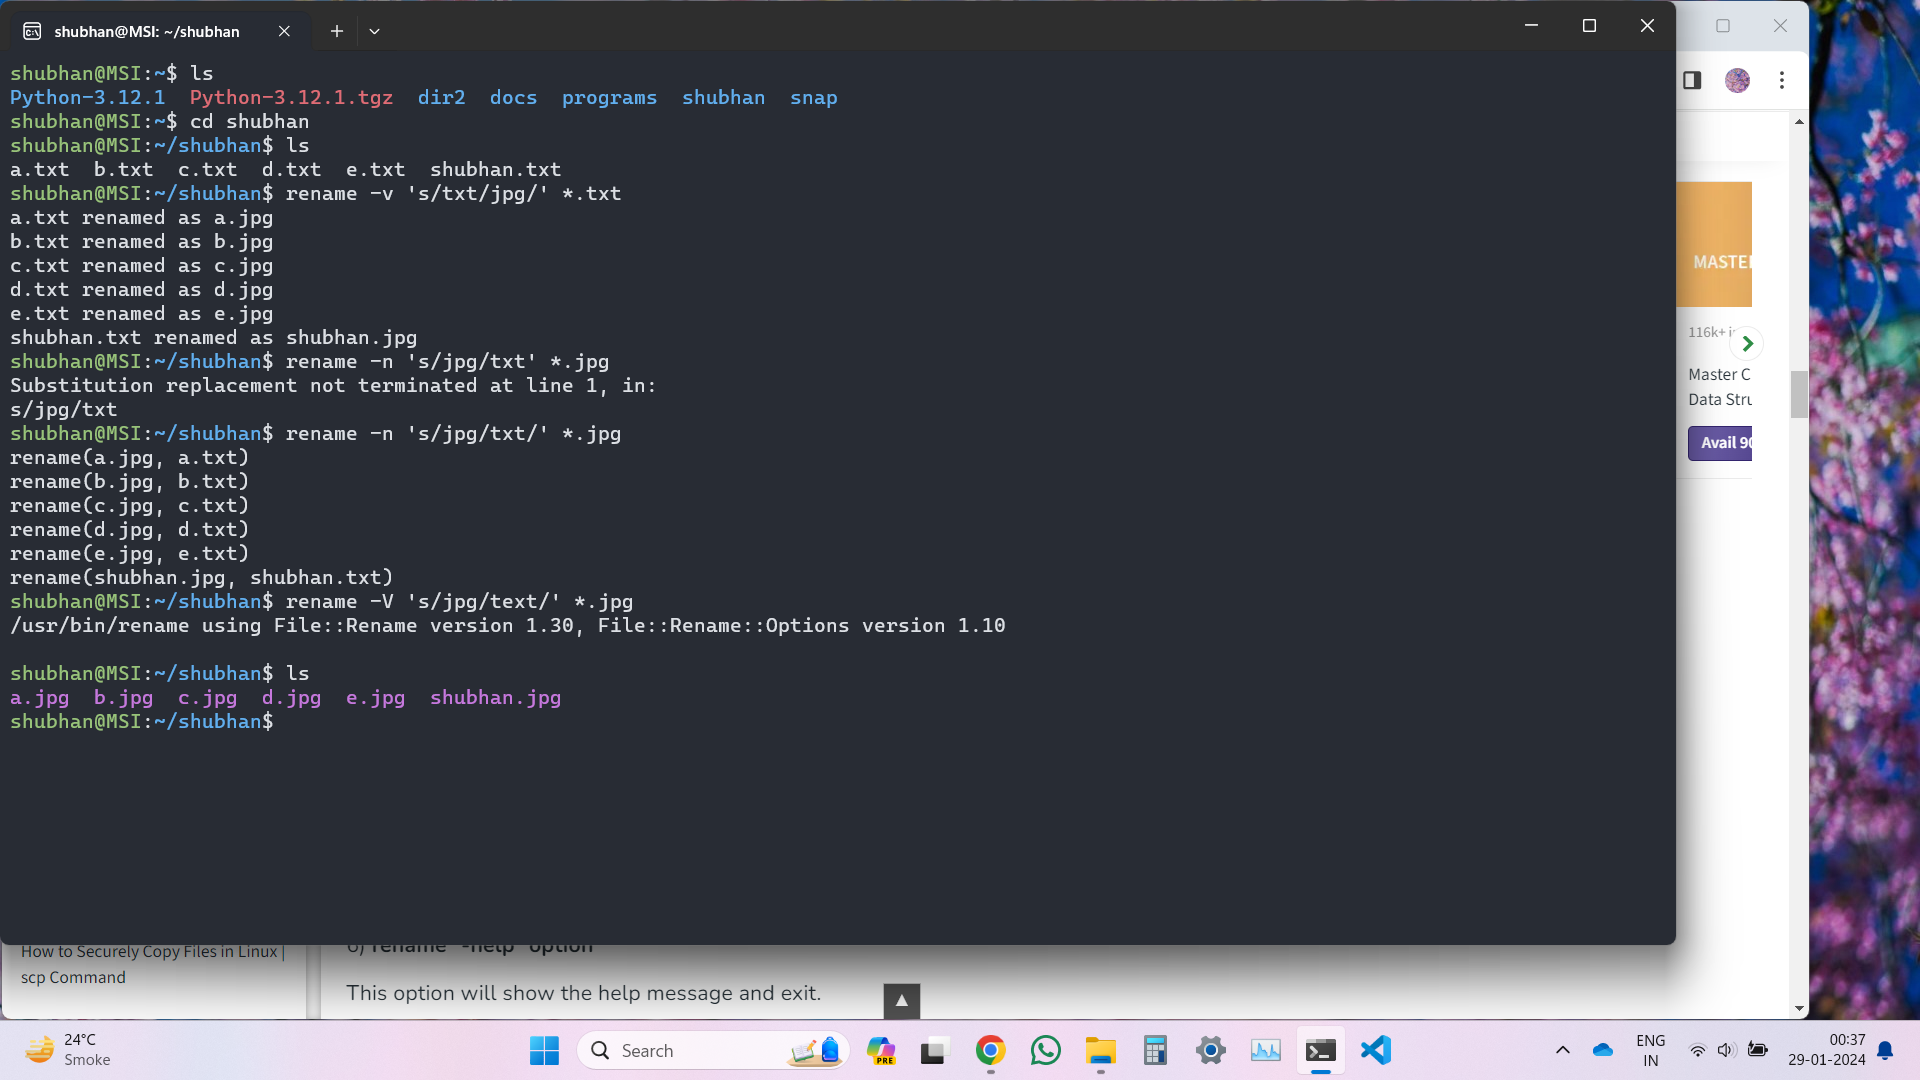 shubhan@MSI: ~/shubhan
shubhan@MSI:~$ ls
Python-3.12.1  Python-3.12.1.tgz  dir2  docs  programs  shubhan  snap
shubhan@MSI:~$ cd shubhan
shubhan@MSI:~/shubhan$ ls
a.txt  b.txt  c.txt  d.txt  e.txt  shubhan.txt
shubhan@MSI:~/shubhan$ rename -v 's/txt/jpg/' *.txt
a.txt renamed as a.jpg
b.txt renamed as b.jpg
c.txt renamed as c.jpg
d.txt renamed as d.jpg
e.txt renamed as e.jpg
shubhan.txt renamed as shubhan.jpg
shubhan@MSI:~/shubhan$ rename -n 's/jpg/txt' *.jpg
Substitution replacement not terminated at line 1, in:
s/jpg/txt
shubhan@MSI:~/shubhan$ rename -n 's/jpg/txt/' *.jpg
rename(a.jpg, a.txt)
rename(b.jpg, b.txt)
rename(c.jpg, c.txt)
rename(d.jpg, d.txt)
rename(e.jpg, e.txt)
rename(shubhan.jpg, shubhan.txt)
shubhan@MSI:~/shubhan$ rename -V 's/jpg/text/' *.jpg
/usr/bin/rename using File::Rename version 1.30, File::Rename::Options version 1.10
shubhan@MSI:~/shubhan$ ls
a.jpg  b.jpg  c.jpg  d.jpg  e.jpg  shubhan.jpg
shubhan@MSI:~/shubhan$
MASTER
116k+
Master C
Data Stru
Avail 90
How to Securely Copy Files in Linux |
scp Command
rename -help option
This option will show the help message and exit.
24°C
Smoke
Search
PRE
ENG
IN
00:37
29-01-2024